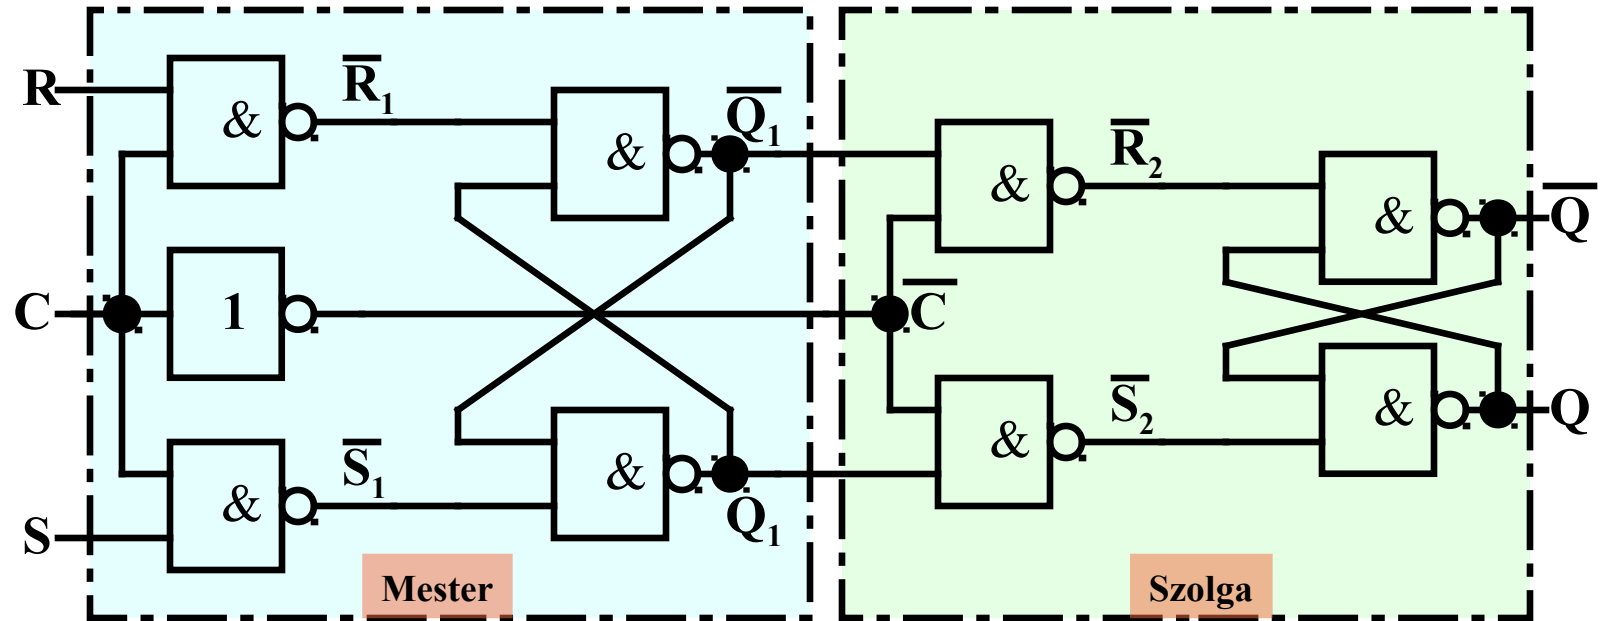 R
&
R̅₁
&
Q̅₁
&
R̅₂
&
Q̅
C
1
C̅
S
&
S̅₁
&
Q₁
&
S̅₂
&
Q
Mester
Szolga